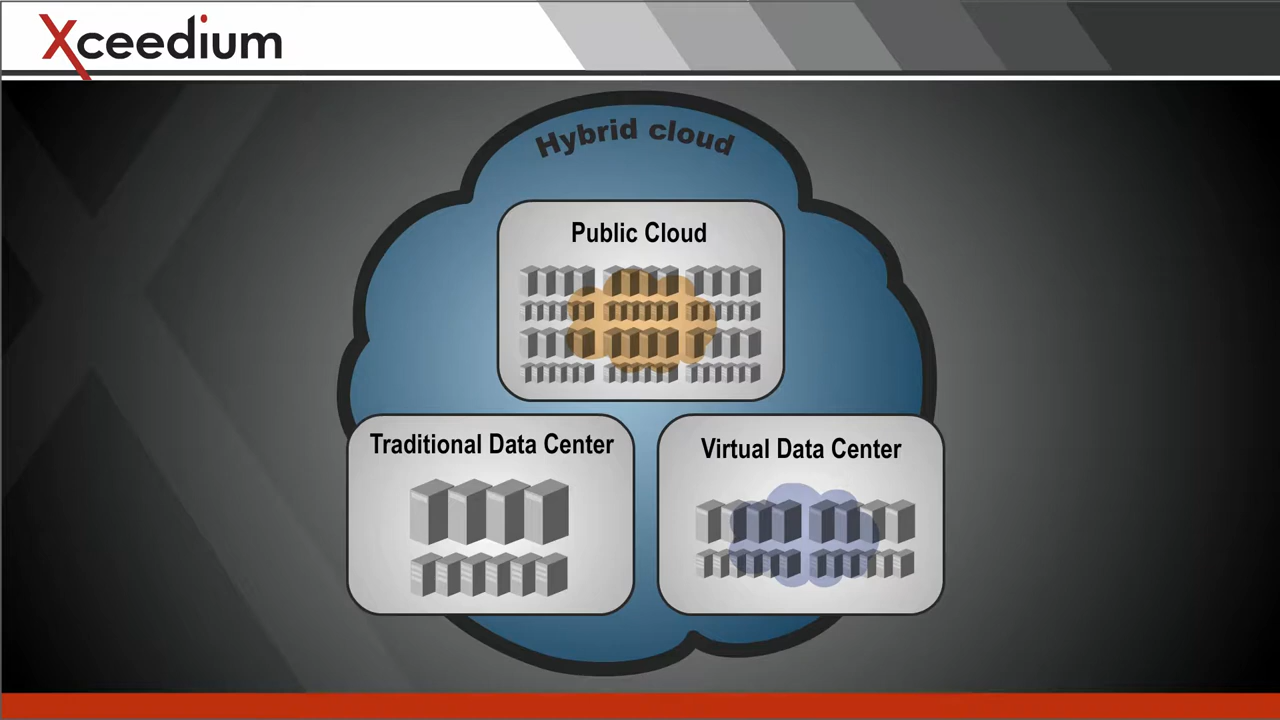 Xceedium
Hybrid cloud
Public Cloud
Traditional Data Center
Virtual Data Center